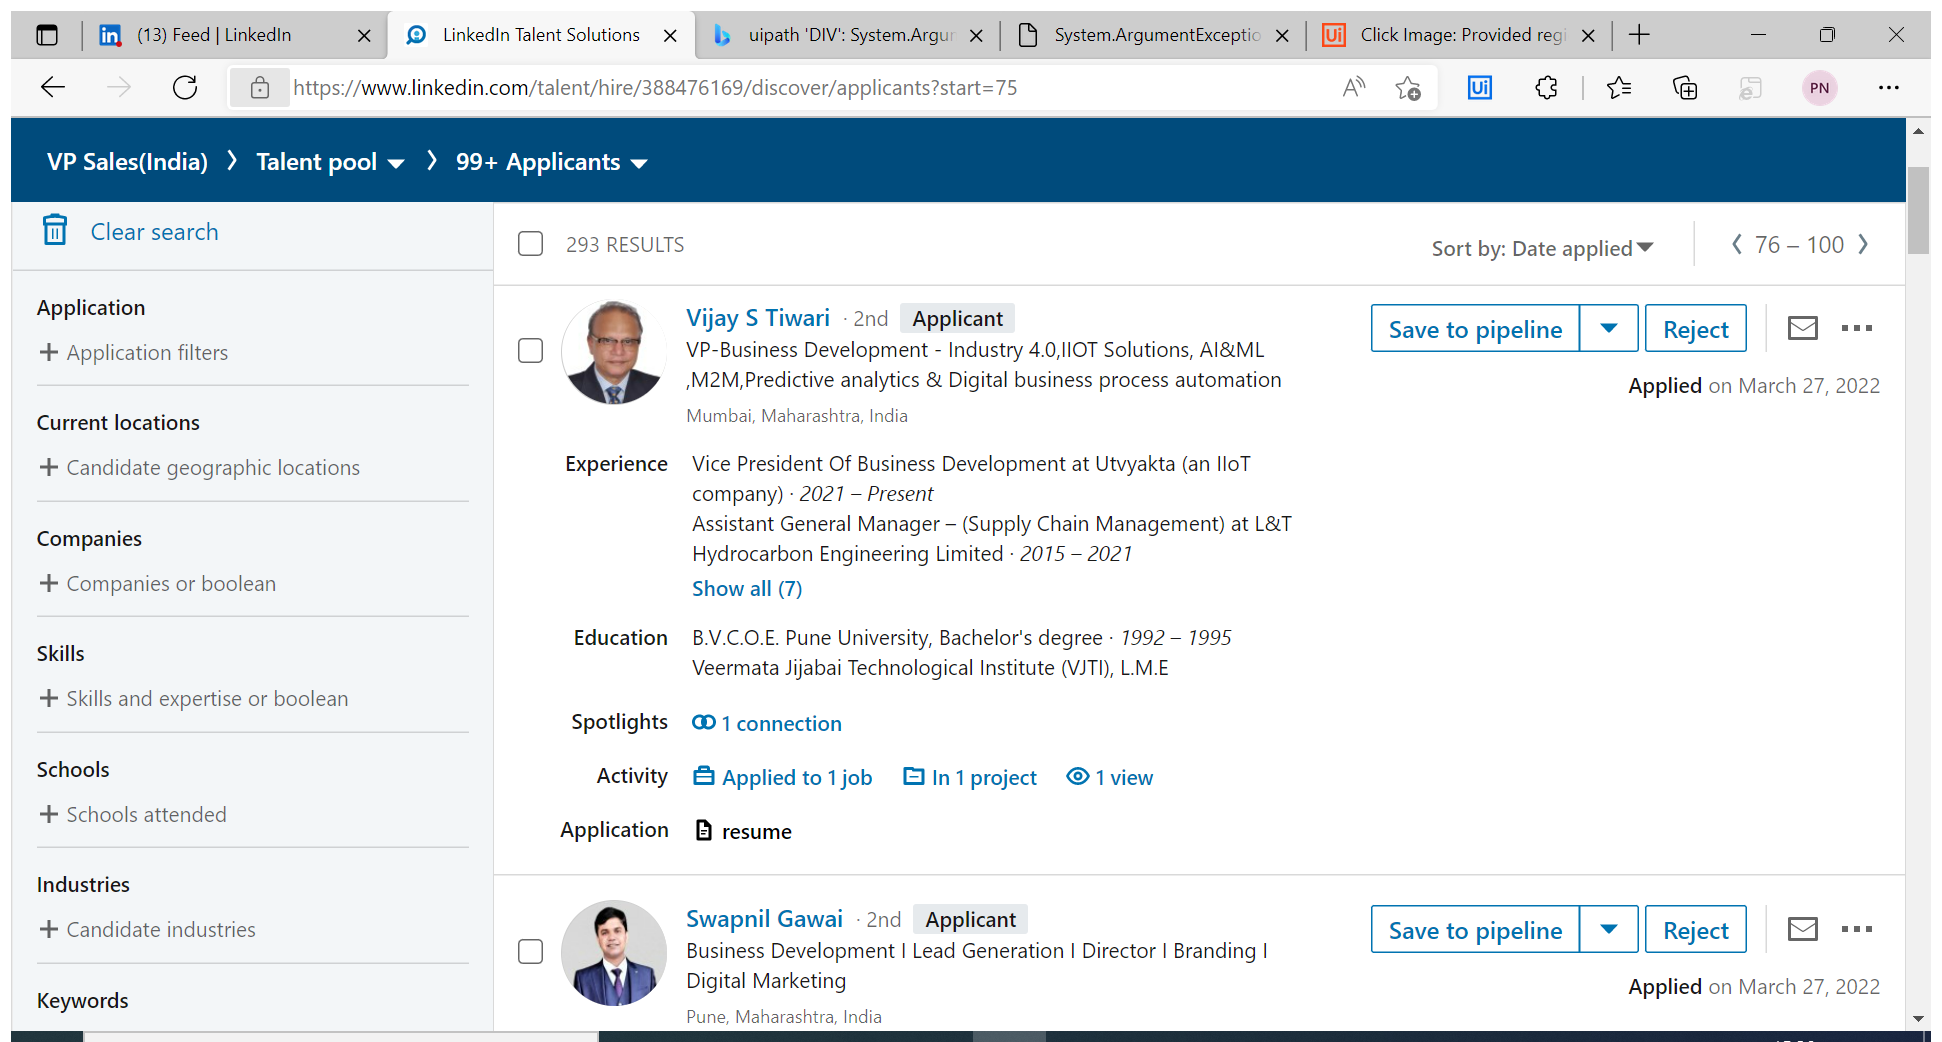 (13) Feed | LinkedIn
LinkedIn Talent Solutions
uipath 'DIV': System.Argur
System.ArgumentExceptio
Click Image: Provided regi
https://www.linkedin.com/talent/hire/388476169/discover/applicants?start=75
PN
VP Sales(India) > Talent pool > 99+ Applicants
Clear search
293 RESULTS
Sort by: Date applied
76 – 100
Application
+ Application filters
Current locations
+ Candidate geographic locations
Companies
+ Companies or boolean
Skills
+ Skills and expertise or boolean
Schools
+ Schools attended
Industries
+ Candidate industries
Keywords
Vijay S Tiwari · 2nd Applicant
VP-Business Development - Industry 4.0,IIOT Solutions, AI&ML
,M2M,Predictive analytics & Digital business process automation
Mumbai, Maharashtra, India
Save to pipeline
Reject
Applied on March 27, 2022
Experience
Vice President Of Business Development at Utvyakta (an IIoT
company) · 2021 – Present
Assistant General Manager – (Supply Chain Management) at L&T
Hydrocarbon Engineering Limited · 2015 – 2021
Show all (7)
Education
B.V.C.O.E. Pune University, Bachelor's degree · 1992 – 1995
Veermata Jijabai Technological Institute (VJTI), L.M.E
Spotlights
1 connection
Activity
Applied to 1 job
In 1 project
1 view
Application
resume
Swapnil Gawai · 2nd Applicant
Business Development I Lead Generation I Director I Branding I
Digital Marketing
Pune, Maharashtra, India
Save to pipeline
Reject
Applied on March 27, 2022